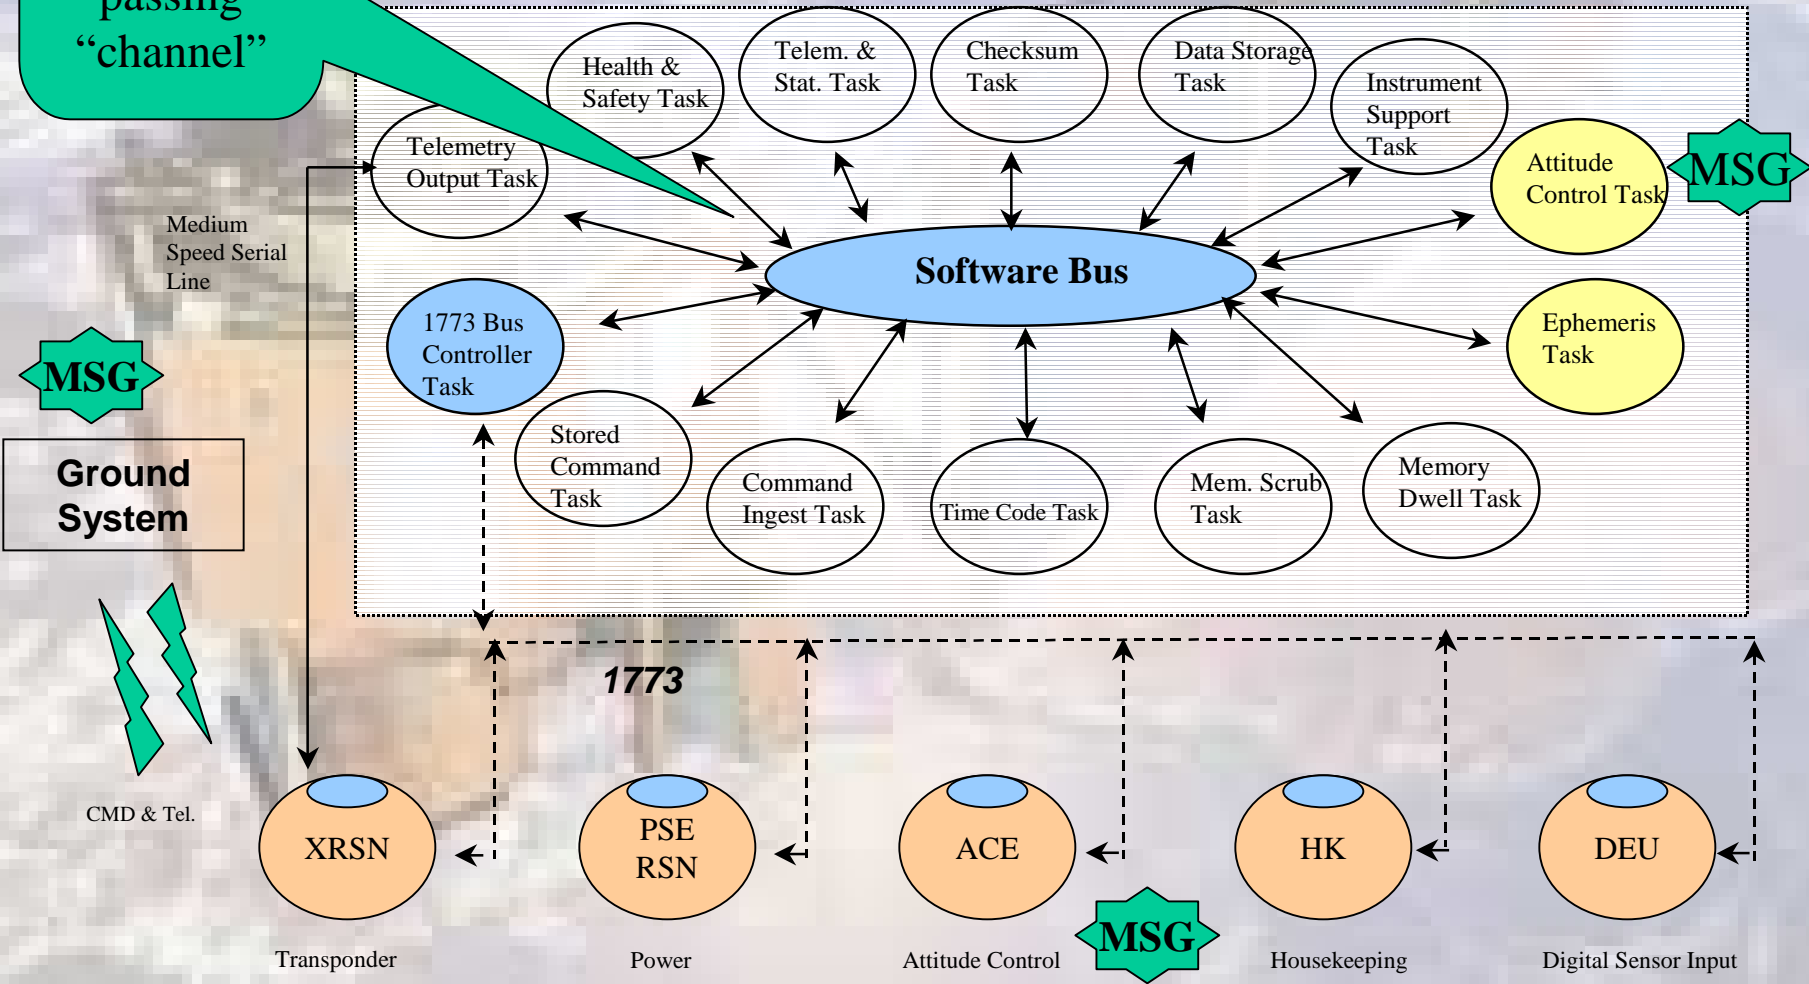 passing
“channel”
Health &
Safety Task
Telem. &
Stat. Task
Checksum
Task
Data Storage
Task
Instrument
Support
Task
Telemetry
Output Task
Attitude
Control Task
MSG
Medium
Speed Serial
Line
Software Bus
1773 Bus
Controller
Task
Ephemeris
Task
MSG
Ground
System
Stored
Command
Task
Command
Ingest Task
Time Code Task
Mem. Scrub
Task
Memory
Dwell Task
1773
CMD & Tel.
XRSN
PSE
RSN
ACE
HK
DEU
MSG
Transponder
Power
Attitude Control
Housekeeping
Digital Sensor Input